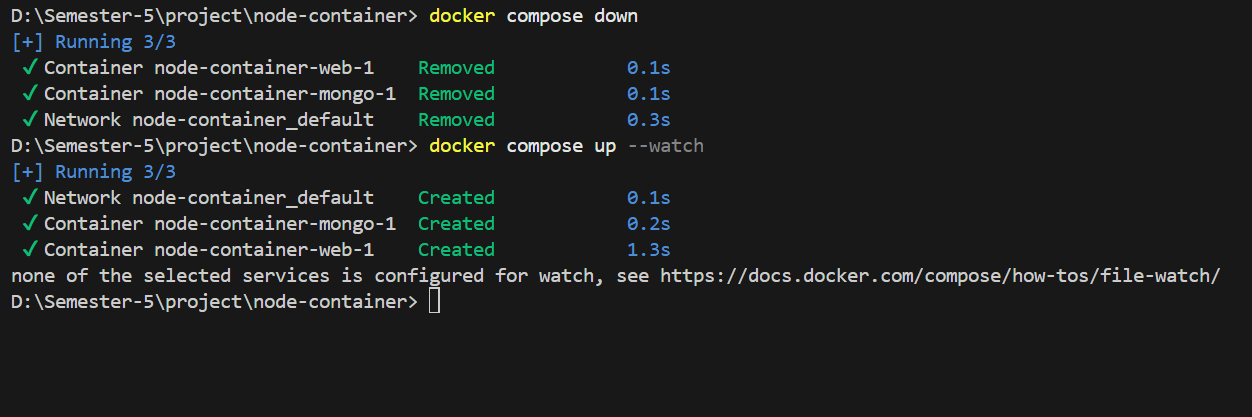 D:\Semester-5\project\node-container> docker compose down
[+] Running 3/3
✔ Container node-container-web-1 Removed 0.1s
✔ Container node-container-mongo-1 Removed 0.1s
✔ Network node-container_default Removed 0.3s
D:\Semester-5\project\node-container> docker compose up --watch
[+] Running 3/3
✔ Network node-container_default Created 0.1s
✔ Container node-container-mongo-1 Created 0.2s
✔ Container node-container-web-1 Created 1.3s
none of the selected services is configured for watch, see https://docs.docker.com/compose/how-tos/file-watch/
D:\Semester-5\project\node-container>